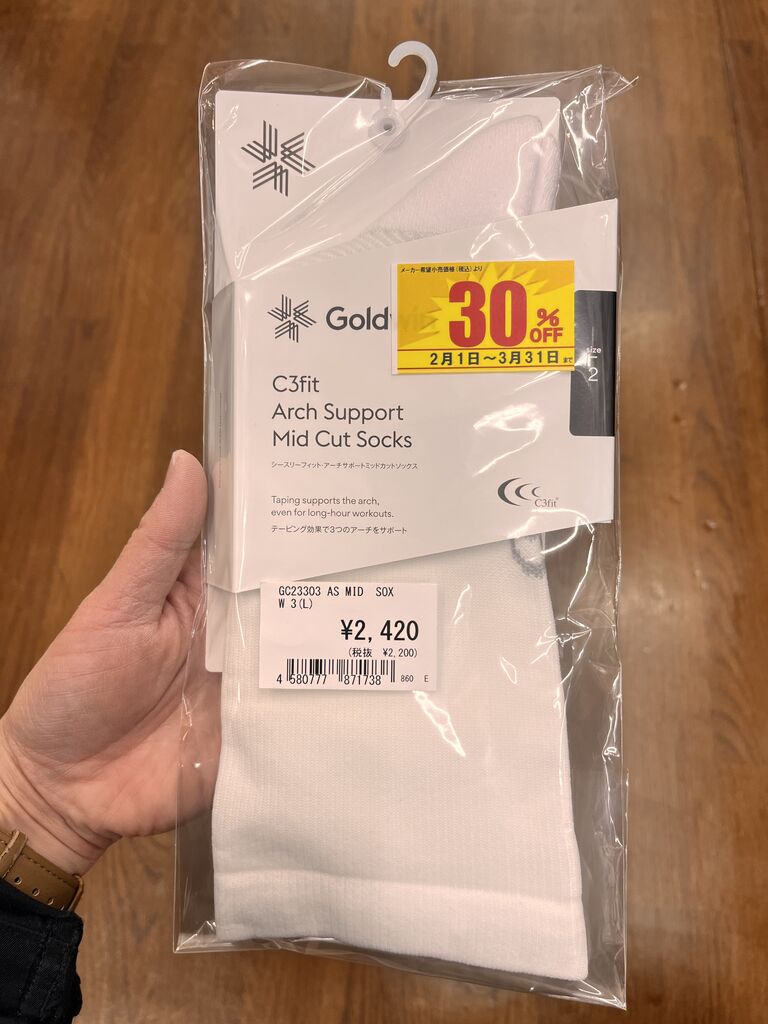 メーカー希望小売価格(税込)より
30%
OFF
2月1日〜3月31日まで
Goldwin
size
2
C3fit
Arch Support
Mid Cut Socks
シースリーフィット・アーチサポートミッドカットソックス
Taping supports the arch,
even for long-hour workouts.
テーピング効果で3つのアーチをサポート
C3fit®
GC23303 AS MID SOX
W 3(L)
¥2,420
(税抜 ¥2,200)
4 580777 871738 860 E